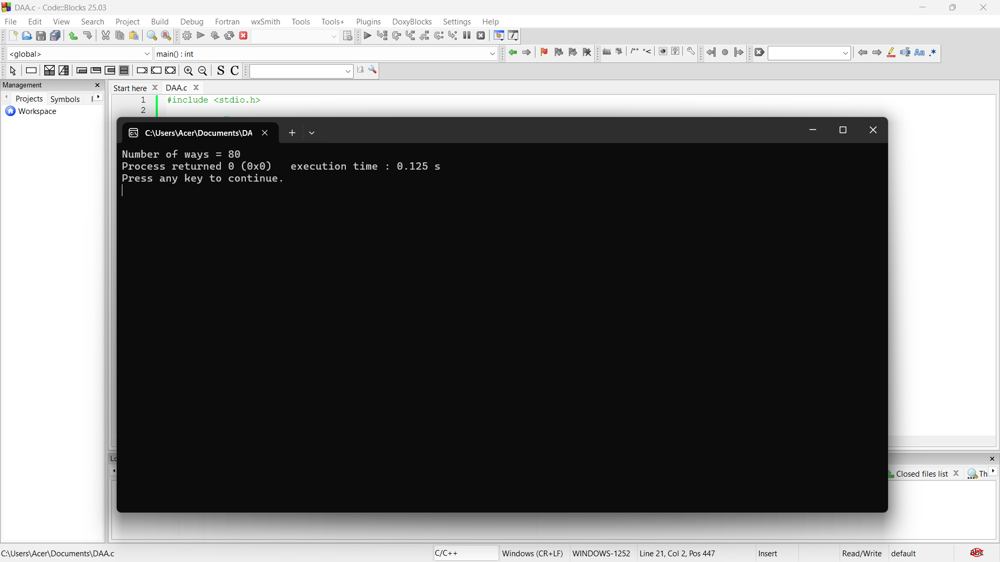 DAA.c - Code::Blocks 25.03
File Edit View Search Project Build Debug Fortran wxSmith Tools Tools+ Plugins DoxyBlocks Settings Help
<global> main() : int
S C
Management
Projects Symbols
Workspace
Start here DAA.c
1 #include <stdio.h>
2
C:\Users\Acer\Documents\DA
Number of ways = 80
Process returned 0 (0x0)   execution time : 0.125 s
Press any key to continue.
Closed files list Th
C:\Users\Acer\Documents\DAA.c C/C++ Windows (CR+LF) WINDOWS-1252 Line 21, Col 2, Pos 447 Insert Read/Write default abc